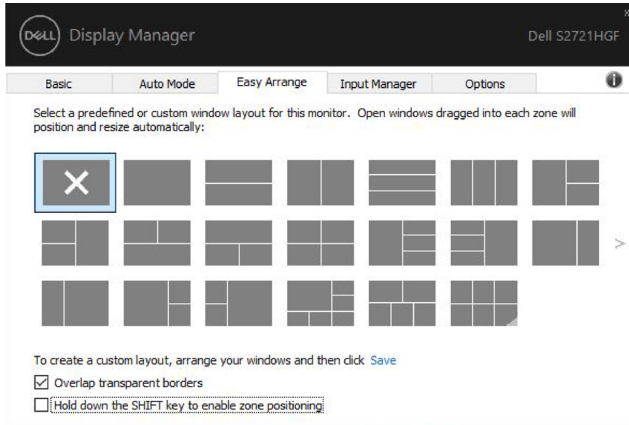 DELL Display Manager
Dell S2721HGF
Basic Auto Mode Easy Arrange Input Manager Options
Select a predefined or custom window layout for this monitor. Open windows dragged into each zone will
position and resize automatically:
To create a custom layout, arrange your windows and then click Save
Overlap transparent borders
Hold down the SHIFT key to enable zone positioning